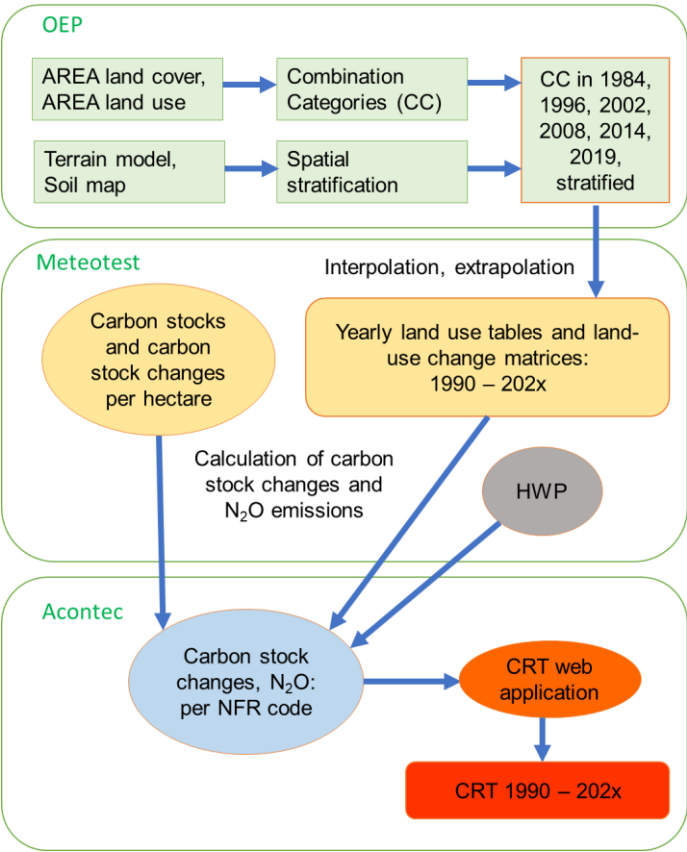 OEP
AREA land cover,
AREA land use
Combination
Categories (CC)
CC in 1984,
1996, 2002,
2008, 2014,
2019,
stratified
Terrain model,
Soil map
Spatial
stratification
Meteotest
Interpolation, extrapolation
Carbon stocks
and carbon
stock changes
per hectare
Yearly land use tables and land-
use change matrices:
1990 – 202x
Calculation of carbon
stock changes and
N₂O emissions
HWP
Acontec
Carbon stock
changes, N₂O:
per NFR code
CRT web
application
CRT 1990 – 202x